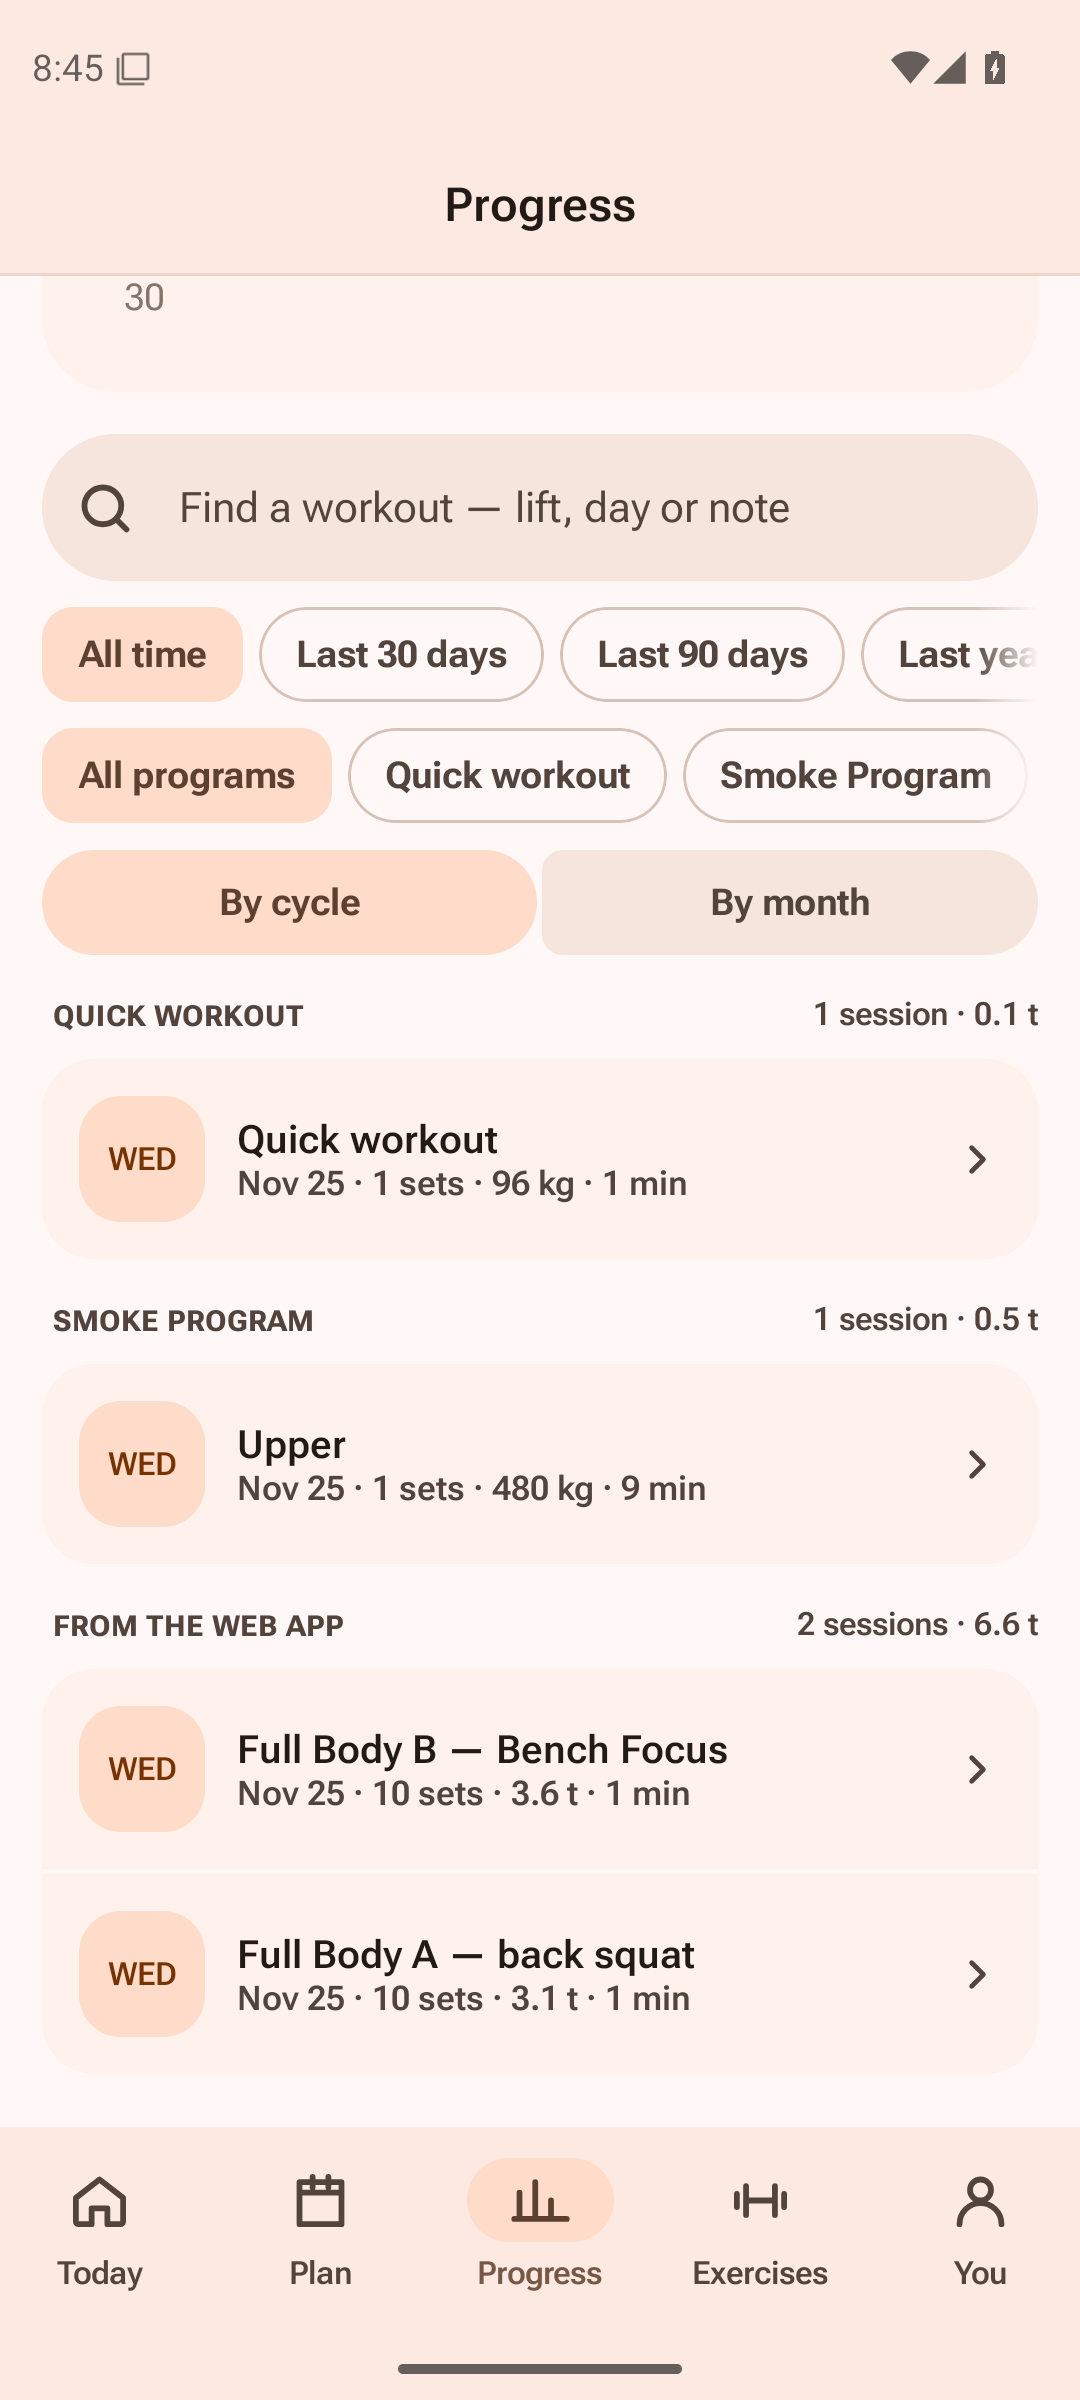 8:45
Progress
30
Find a workout — lift, day or note
All time
Last 30 days
Last 90 days
Last yea
All programs
Quick workout
Smoke Program
By cycle
By month
QUICK WORKOUT
1 session · 0.1 t
WED
Quick workout
Nov 25 · 1 sets · 96 kg · 1 min
SMOKE PROGRAM
1 session · 0.5 t
WED
Upper
Nov 25 · 1 sets · 480 kg · 9 min
FROM THE WEB APP
2 sessions · 6.6 t
WED
Full Body B — Bench Focus
Nov 25 · 10 sets · 3.6 t · 1 min
WED
Full Body A — back squat
Nov 25 · 10 sets · 3.1 t · 1 min
Today
Plan
Progress
Exercises
You